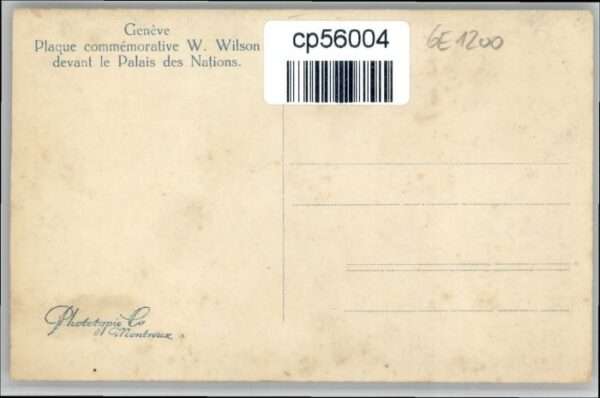 Genève
Plaque commémorative W. Wilson
devant le Palais des Nations.
cp56004
GE 1200
Phototypie Co
Montreux